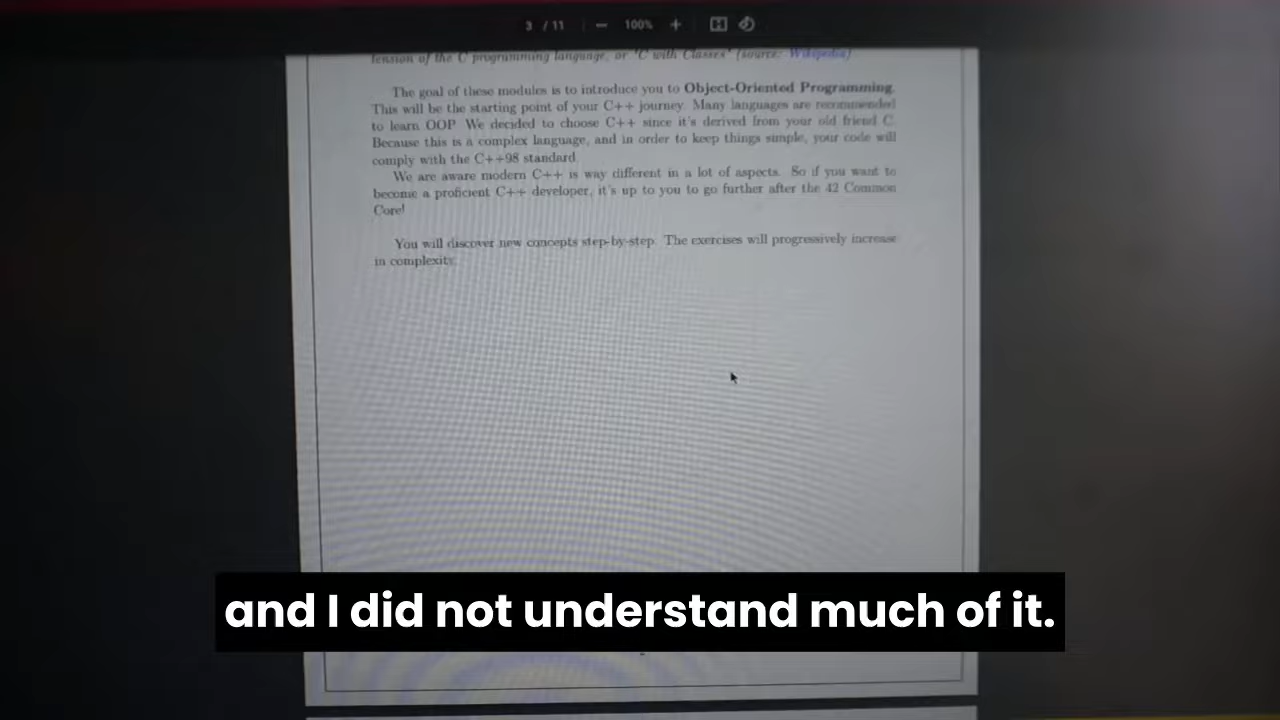 3 / 11 — 100% +
tension of the C programming language, or "C with Classes" (source: Wikipedia)
The goal of these modules is to introduce you to Object-Oriented Programming.
This will be the starting point of your C++ journey. Many languages are recommended
to learn OOP. We decided to choose C++ since it's derived from your old friend C.
Because this is a complex language, and in order to keep things simple, your code will
comply with the C++98 standard.
We are aware modern C++ is way different in a lot of aspects. So if you want to
become a proficient C++ developer, it's up to you to go further after the 42 Common
Core!
You will discover new concepts step-by-step. The exercises will progressively increase
in complexity.
and I did not understand much of it.